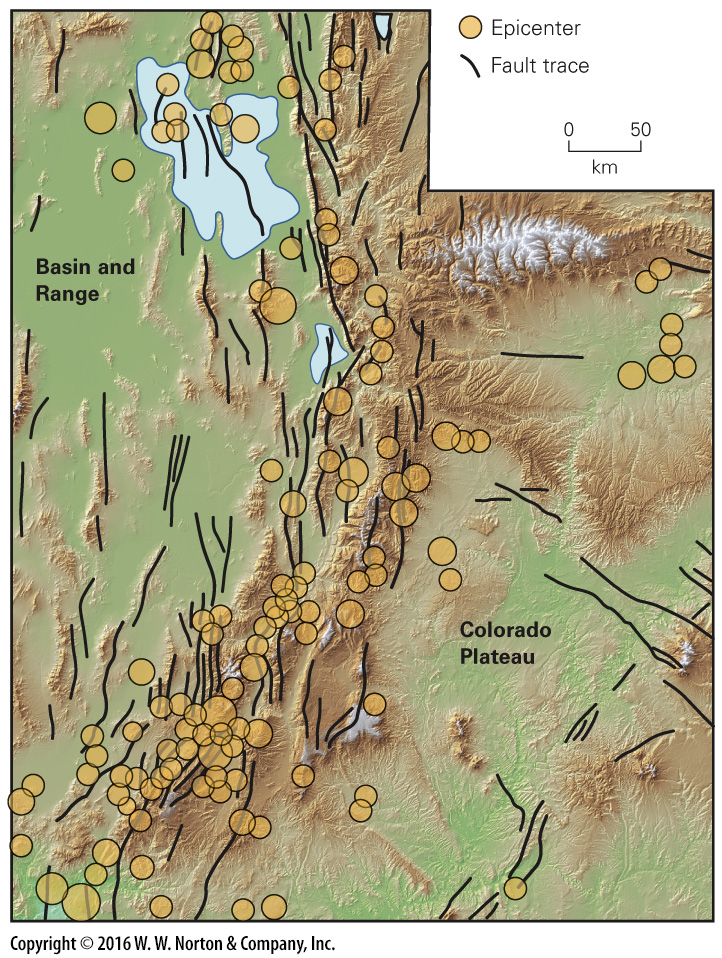 Epicenter
Fault trace
0 50
km
Basin and
Range
Colorado
Plateau
Copyright © 2016 W. W. Norton & Company, Inc.